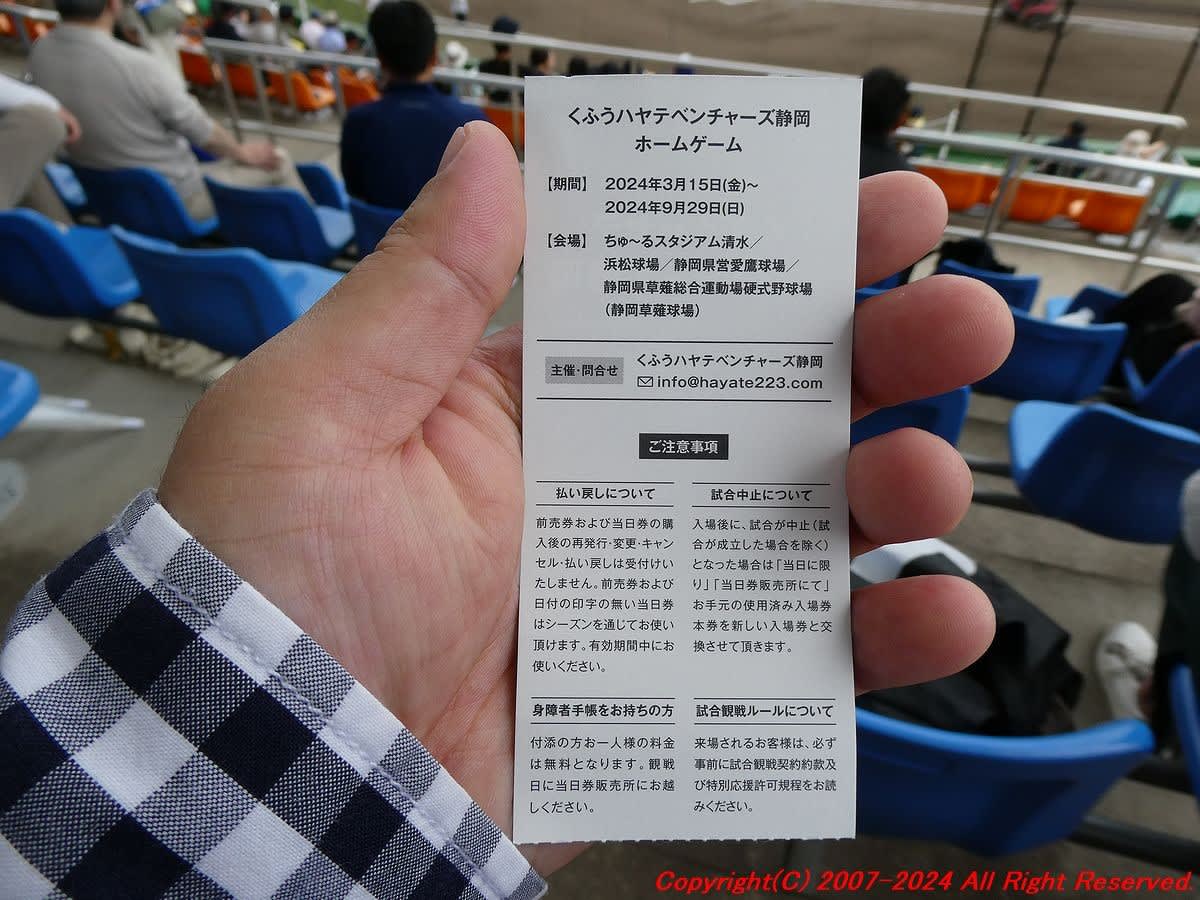 くふうハヤテベンチャーズ静岡
ホームゲーム
【期間】 2024年3月15日(金)~
2024年9月29日(日)
【会場】 ちゅ~るスタジアム清水/
浜松球場/静岡県営愛鷹球場/
静岡県草薙総合運動場硬式野球場
(静岡草薙球場)
主催・問合せ
くふうハヤテベンチャーズ静岡
info@hayate223.com
ご注意事項
払い戻しについて
前売券および当日券の購
入後の再発行・変更・キャン
セル・払い戻しは受付けい
たしません。前売券および
日付の印字の無い当日券
はシーズンを通じてお使い
頂けます。有効期間中にお
使いください。
試合中止について
入場後に、試合が中止(試
合が成立した場合を除く)
となった場合は「当日に限
り」「当日券販売所にて」
お手元の使用済み入場券
本券を新しい入場券と交
換させて頂きます。
身障者手帳をお持ちの方
付添の方お一人様の料金
は無料となります。観戦
日に当日券販売所にお越
しください。
試合観戦ルールについて
来場されるお客様は、必ず
事前に試合観戦契約約款及
び特別応援許可規程をお読
みください。
Copyright(C) 2007-2024 All Right Reserved.